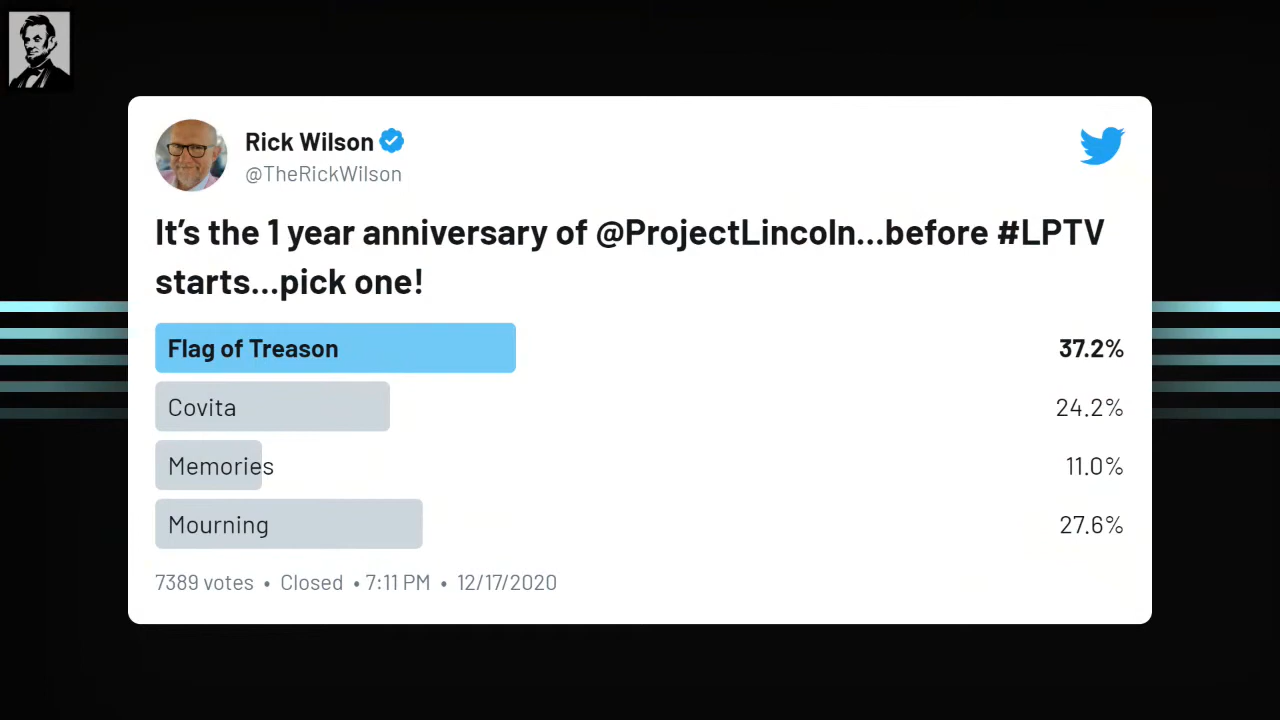 Rick Wilson
@TheRickWilson
It’s the 1 year anniversary of @ProjectLincoln...before #LPTV
starts...pick one!
Flag of Treason 37.2%
Covita 24.2%
Memories 11.0%
Mourning 27.6%
7389 votes • Closed • 7:11 PM • 12/17/2020